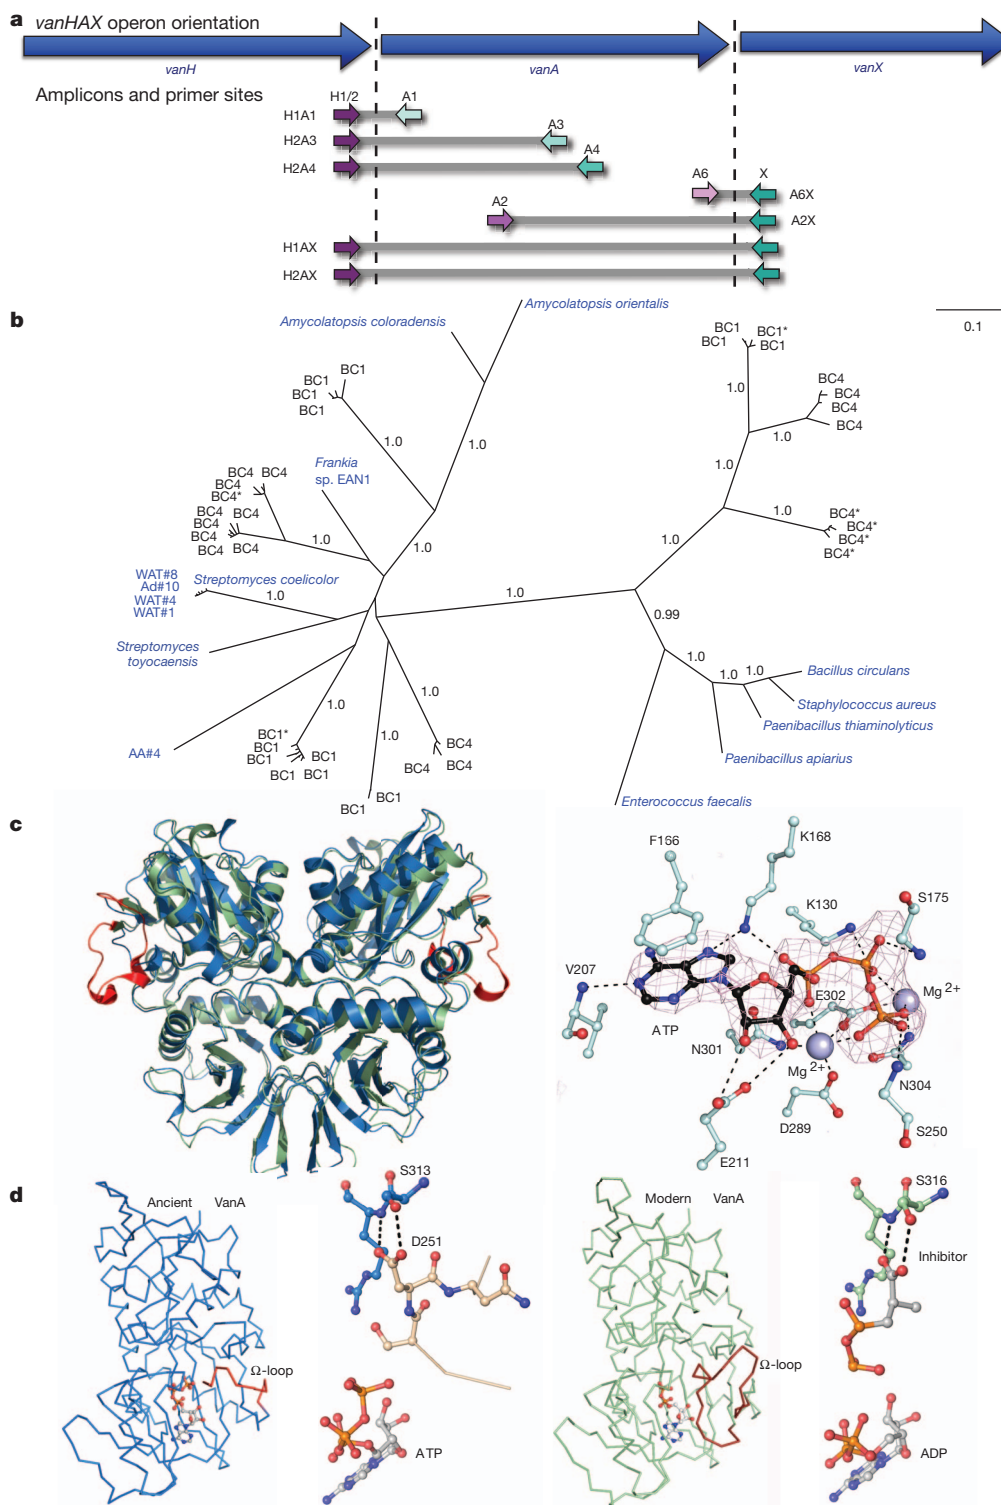 a
vanHAX operon orientation
vanH
vanA
vanX
Amplicons and primer sites
H1/2
A1
H1A1
A3
H2A3
A4
H2A4
A6
X
A6X
A2
A2X
H1AX
H2AX
b
Amycolatopsis orientalis
Amycolatopsis coloradensis
0.1
BC1
BC1*
BC1
BC1
BC1
BC1
BC1
BC1
1.0
BC4
BC4
BC4
1.0
1.0
1.0
1.0
Frankia
sp. EAN1
BC4
BC4
BC4
BC4*
BC4
BC4
BC4
BC4
BC4
1.0
1.0
1.0
BC4*
BC4*
BC4*
BC4*
1.0
WAT#8
Ad#10
WAT#4
WAT#1
Streptomyces coelicolor
1.0
1.0
0.99
Streptomyces
toyocaensis
1.0
1.0
1.0
Bacillus circulans
Staphylococcus aureus
Paenibacillus thiaminolyticus
Paenibacillus apiarius
Enterococcus faecalis
AA#4
1.0
BC1*
BC1
BC1
BC1
BC1
BC1
1.0
BC1
BC1
1.0
BC4
BC4
BC4
c
F166
K168
K130
S175
V207
ATP
E302
Mg2+
N301
Mg2+
N304
D289
S250
E211
d
Ancient VanA
Ω-loop
S313
D251
ATP
Modern VanA
Ω-loop
S316
Inhibitor
ADP